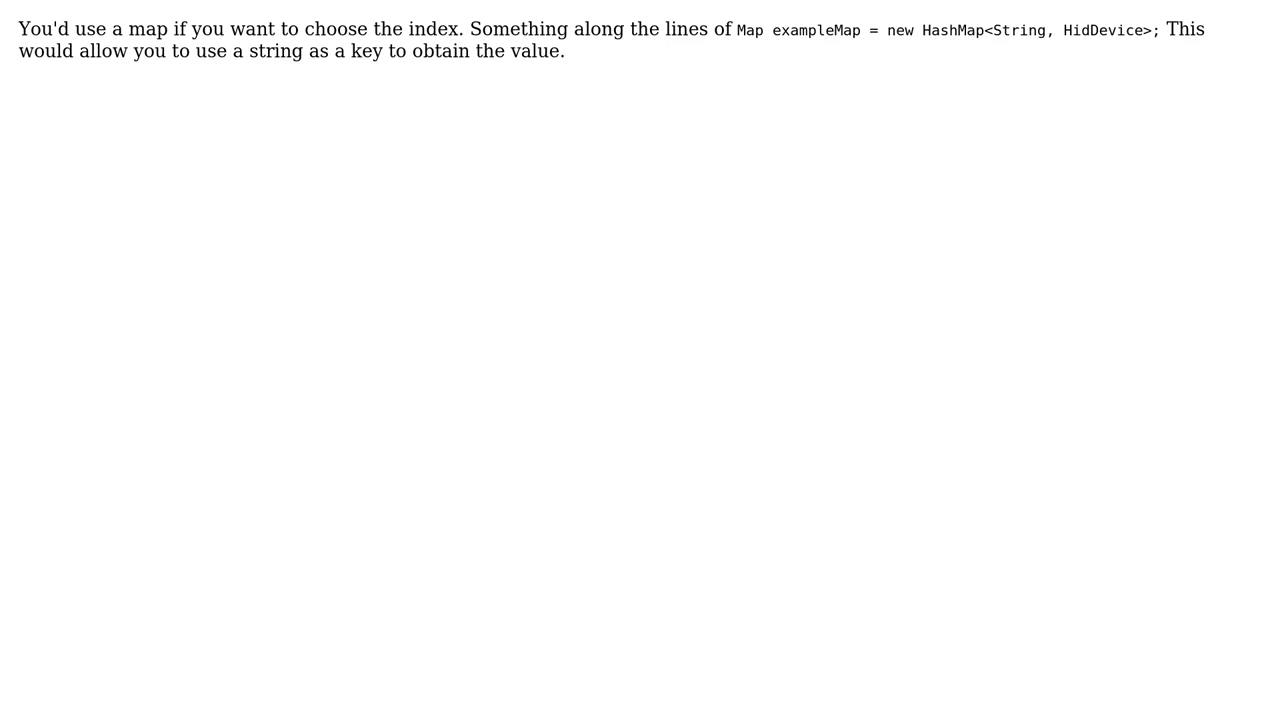 You'd use a map if you want to choose the index. Something along the lines of Map exampleMap = new HashMap<String, HidDevice>; This
would allow you to use a string as a key to obtain the value.